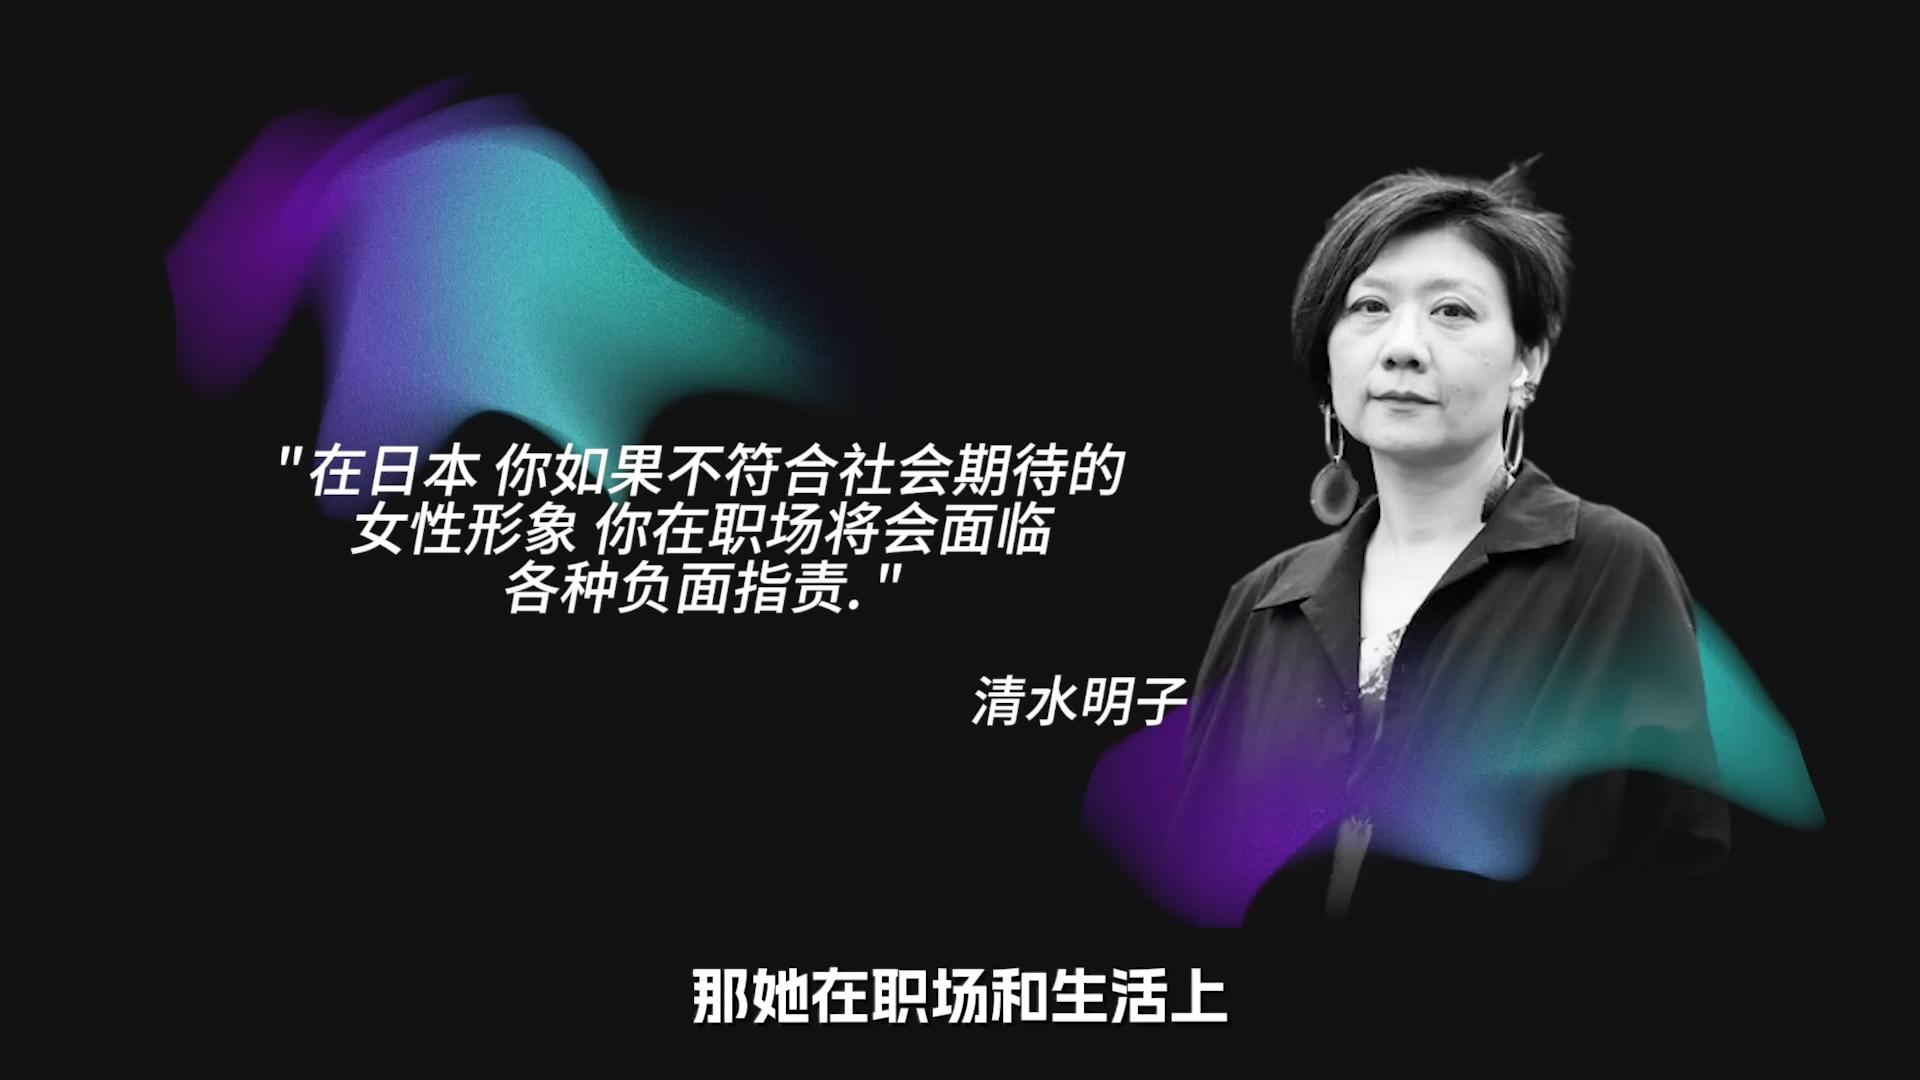 "在日本 你如果不符合社会期待的
女性形象 你在职场将会面临
各种负面指责."
清水明子
那她在职场和生活上